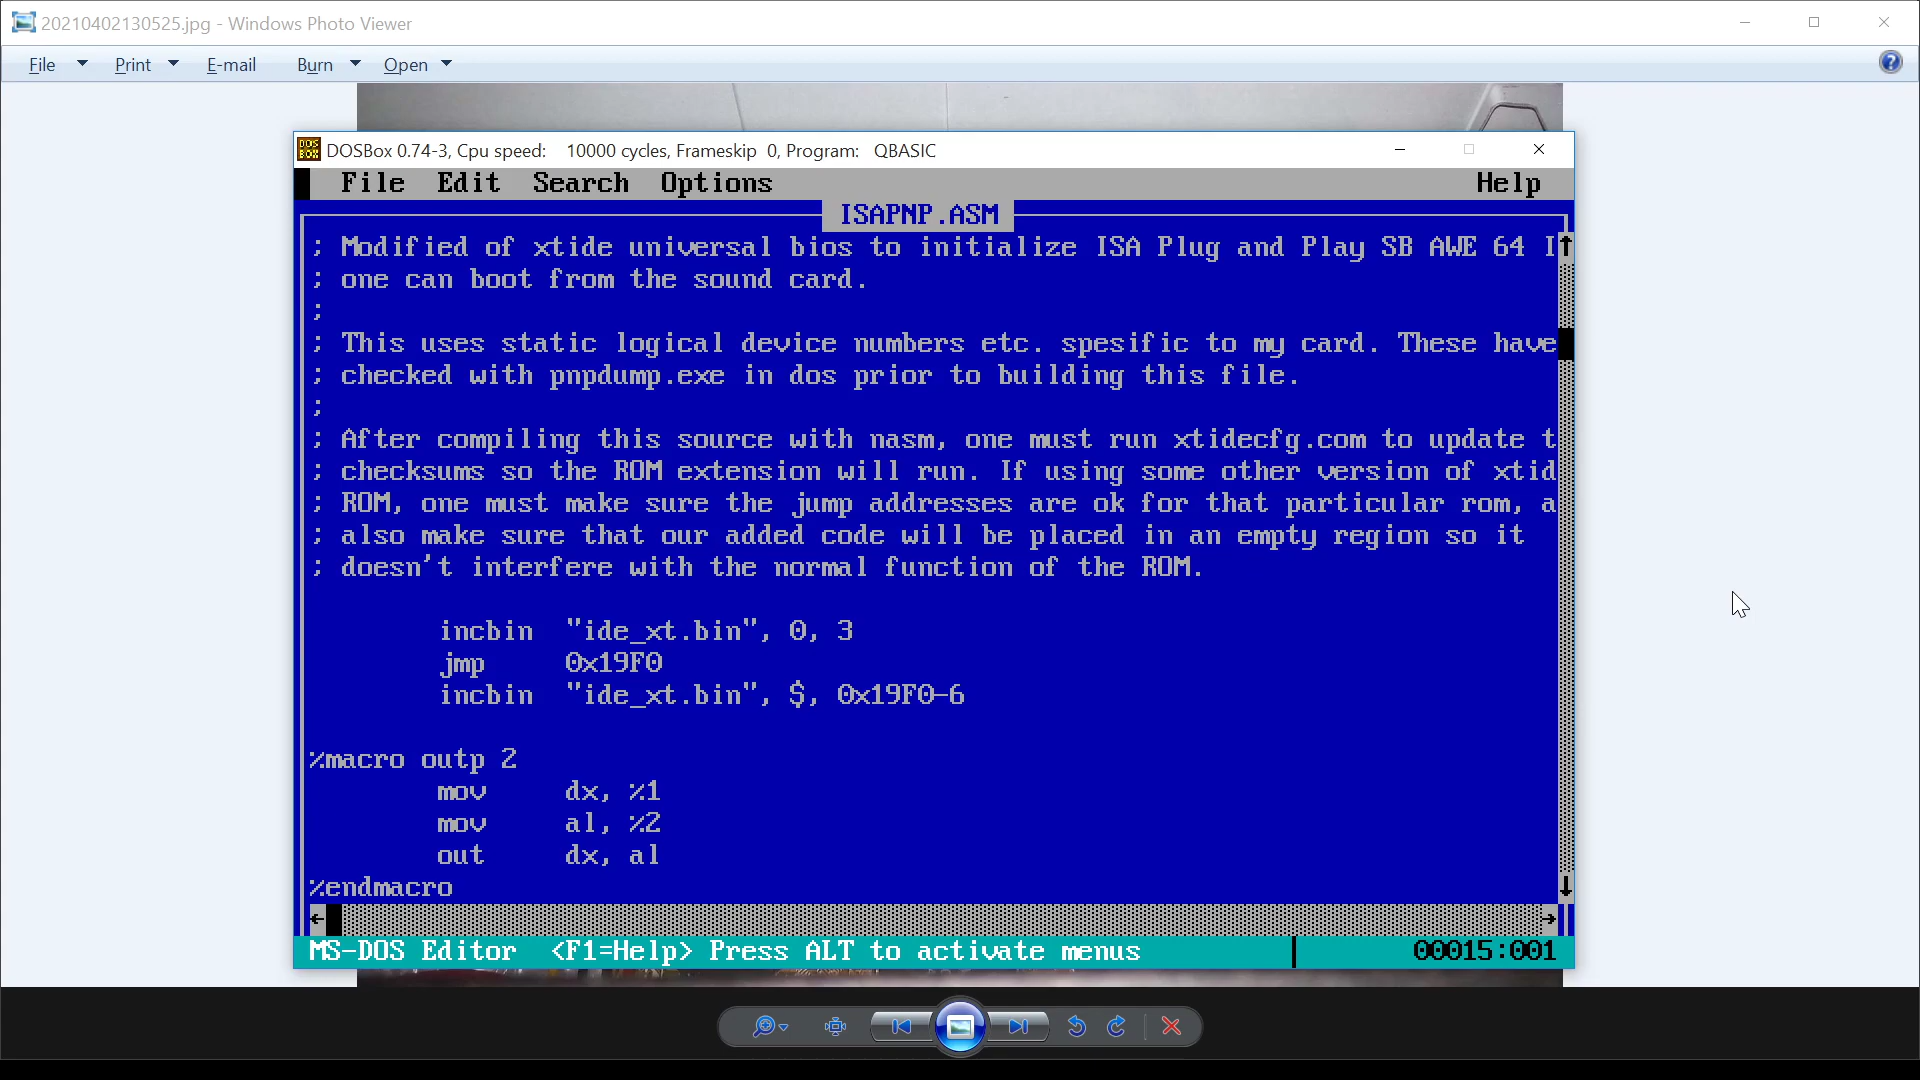 20210402130525.jpg - Windows Photo Viewer
File Print E-mail Burn Open
DOSBox 0.74-3, Cpu speed: 10000 cycles, Frameskip 0, Program: QBASIC
File Edit Search Options Help
ISAPNP.ASM
; Modified of xtide universal bios to initialize ISA Plug and Play SB AWE 64 I
; one can boot from the sound card.
;
; This uses static logical device numbers etc. spesific to my card. These have
; checked with pnpdump.exe in dos prior to building this file.
;
; After compiling this source with nasm, one must run xtidecfg.com to update t
; checksums so the ROM extension will run. If using some other version of xtid
; ROM, one must make sure the jump addresses are ok for that particular rom, a
; also make sure that our added code will be placed in an empty region so it
; doesn't interfere with the normal function of the ROM.
incbin "ide_xt.bin", 0, 3
jmp 0x19F0
incbin "ide_xt.bin", $, 0x19F0-6
%macro outp 2
mov dx, %1
mov al, %2
out dx, al
%endmacro
MS-DOS Editor <F1=Help> Press ALT to activate menus 00015:001